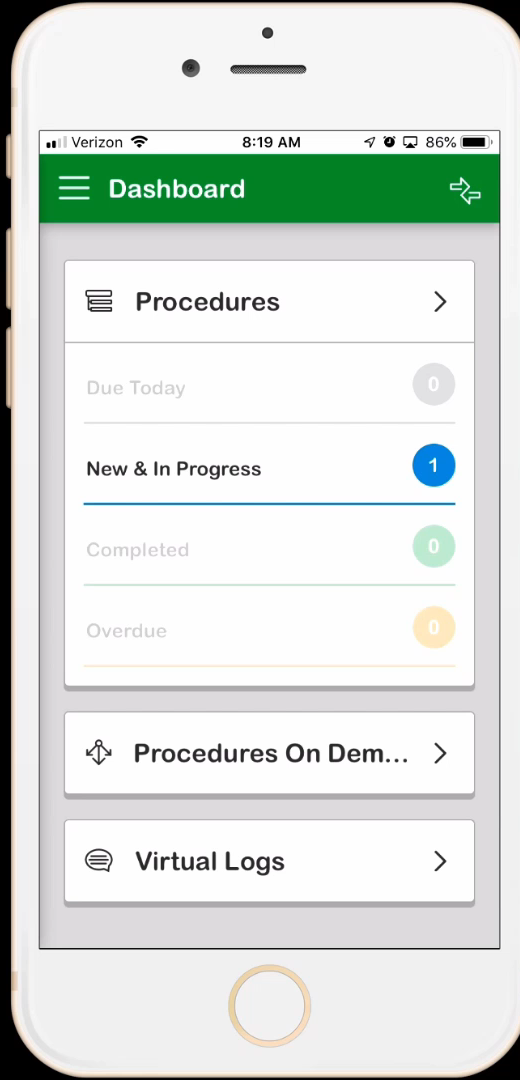 Verizon 8:19 AM 86%
Dashboard
Procedures
Due Today 0
New & In Progress 1
Completed 0
Overdue 0
Procedures On Dem...
Virtual Logs